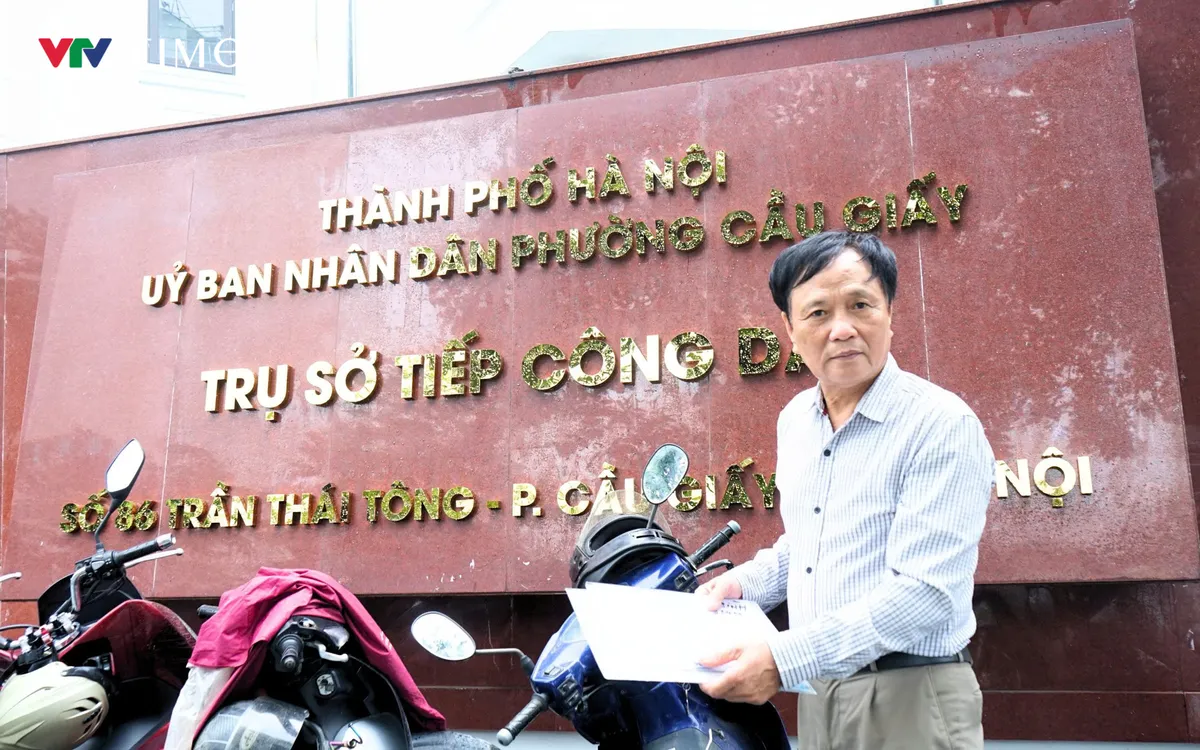 VTV TIME
THÀNH PHỐ HÀ NỘI
UỶ BAN NHÂN DÂN PHƯỜNG CẦU GIẤY
TRỤ SỞ TIẾP CÔNG DÂ
SỐ 86 TRẦN THÁI TÔNG - P. CẦU GIẤY NỘI